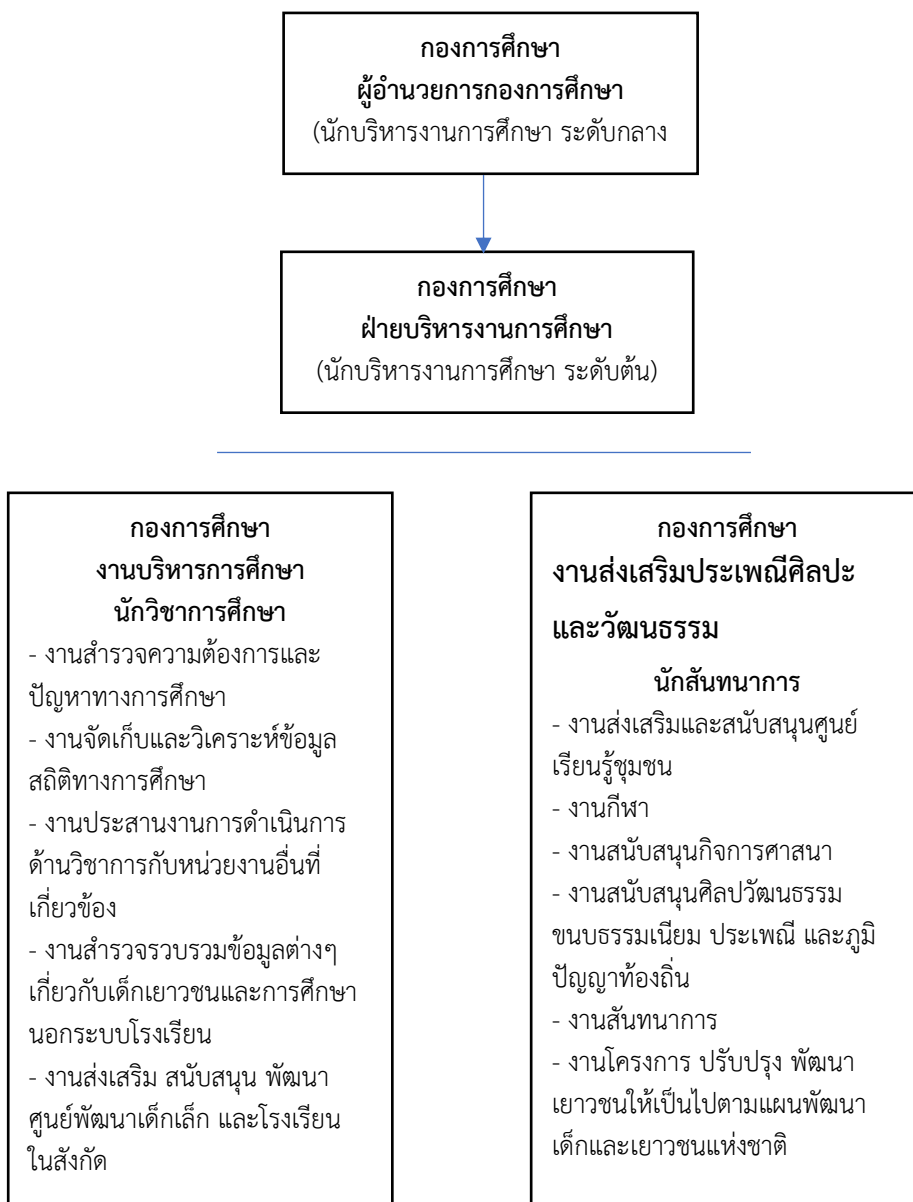 กองการศึกษา
ผู้อำนวยการกองการศึกษา
(นักบริหารงานการศึกษา ระดับกลาง
กองการศึกษา
ฝ่ายบริหารงานการศึกษา
(นักบริหารงานการศึกษา ระดับต้น)
กองการศึกษา
งานบริหารการศึกษา
นักวิชาการศึกษา
- งานสำรวจความต้องการและ
ปัญหาทางการศึกษา
- งานจัดเก็บและวิเคราะห์ข้อมูล
สถิติทางการศึกษา
- งานประสานงานการดำเนินการ
ด้านวิชาการกับหน่วยงานอื่นที่
เกี่ยวข้อง
- งานสำรวจรวบรวมข้อมูลต่างๆ
เกี่ยวกับเด็กเยาวชนและการศึกษา
นอกระบบโรงเรียน
- งานส่งเสริม สนับสนุน พัฒนา
ศูนย์พัฒนาเด็กเล็ก และโรงเรียน
ในสังกัด
กองการศึกษา
งานส่งเสริมประเพณีศิลปะ
และวัฒนธรรม
นักสันทนาการ
- งานส่งเสริมและสนับสนุนศูนย์
เรียนรู้ชุมชน
- งานกีฬา
- งานสนับสนุนกิจการศาสนา
- งานสนับสนุนศิลปวัฒนธรรม
ขนบธรรมเนียม ประเพณี และภูมิ
ปัญญาท้องถิ่น
- งานสันทนาการ
- งานโครงการ ปรับปรุง พัฒนา
เยาวชนให้เป็นไปตามแผนพัฒนา
เด็กและเยาวชนแห่งชาติ